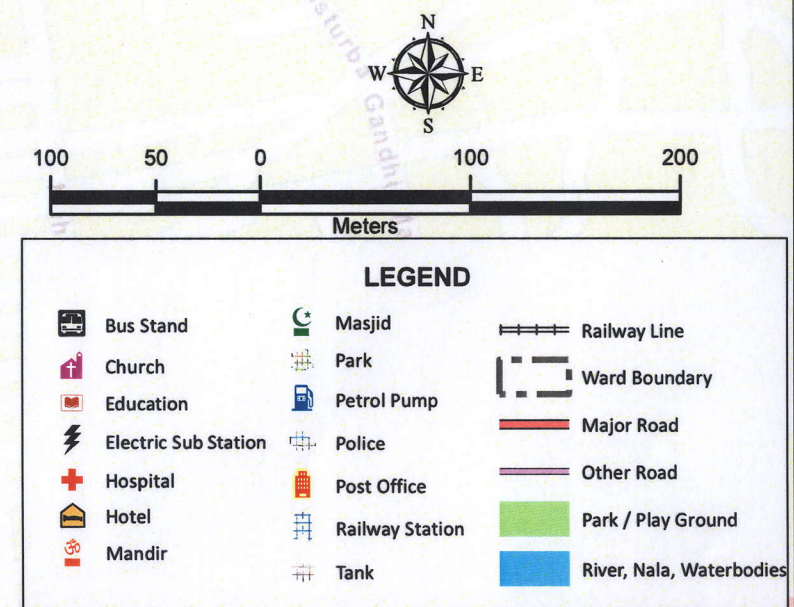 N
W E
S
100 50 0 100 200
Meters
LEGEND
Bus Stand
Church
Education
Electric Sub Station
Hospital
Hotel
Mandir
Masjid
Park
Petrol Pump
Police
Post Office
Railway Station
Tank
Railway Line
Ward Boundary
Major Road
Other Road
Park / Play Ground
River, Nala, Waterbodies
Gandhi